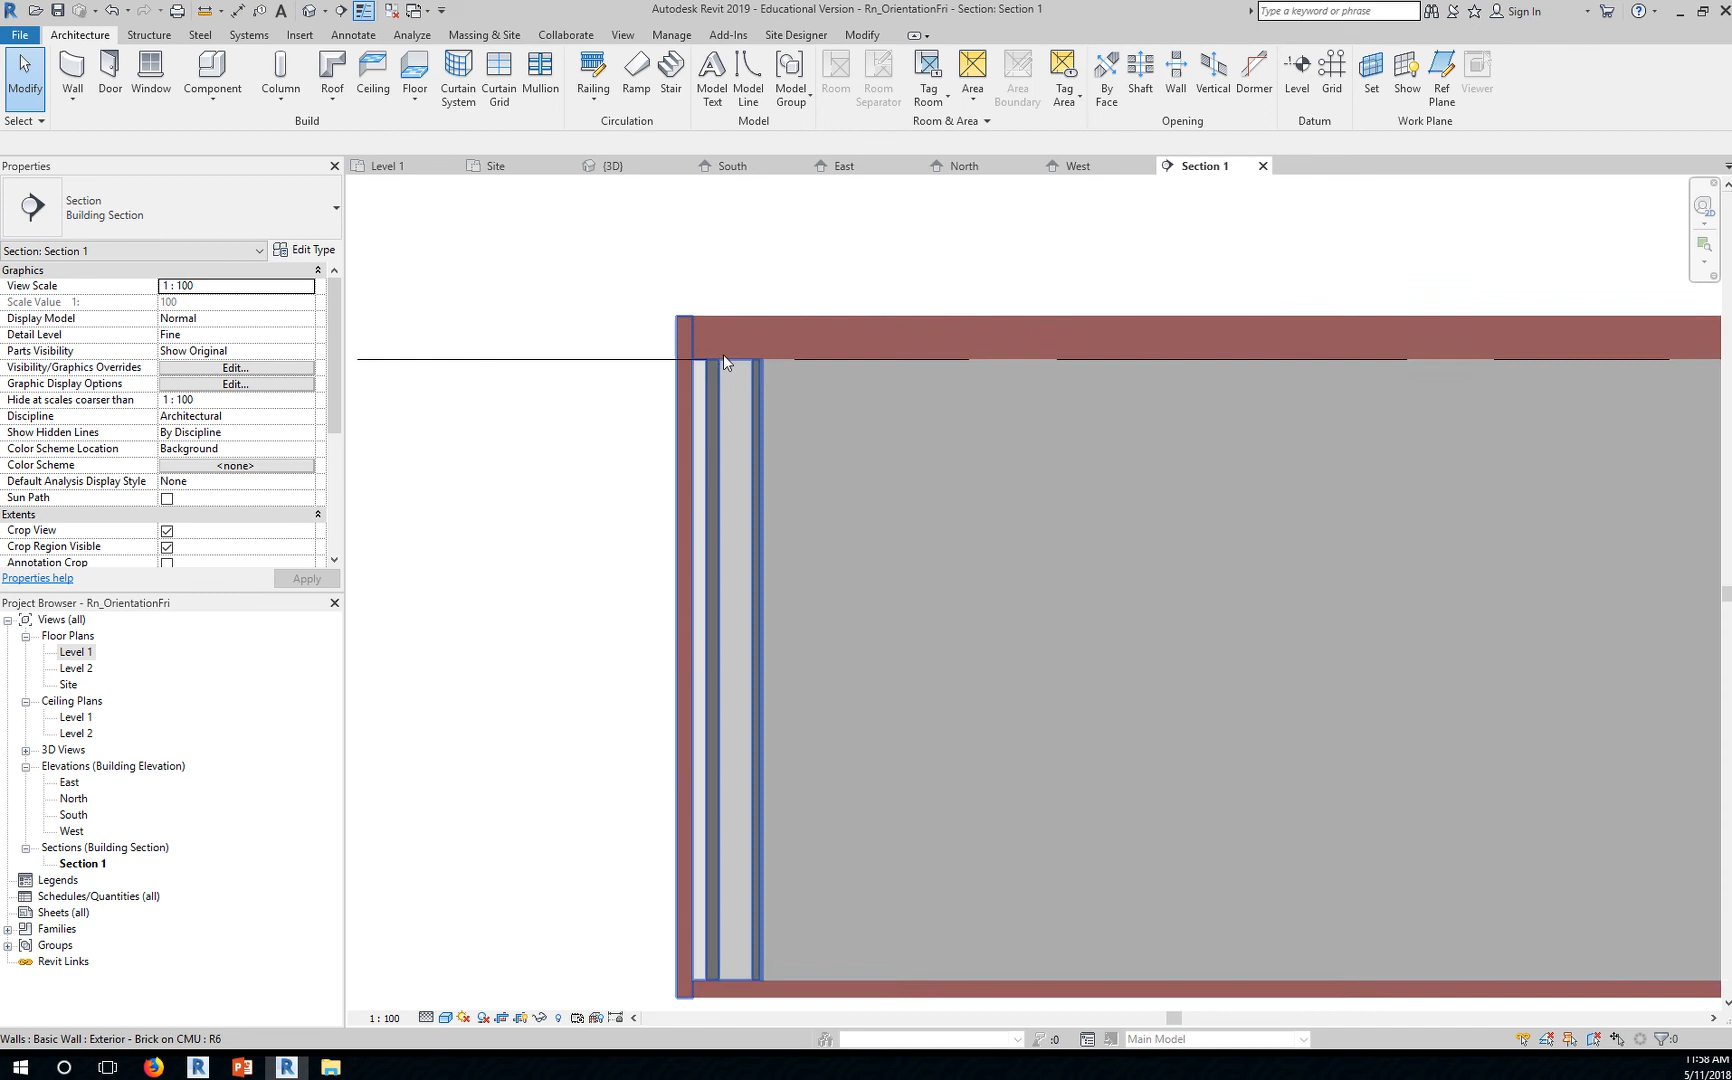 Autodesk Revit 2019 - Educational Version - Rn_OrientationFri - Section: Section 1
Type a keyword or phrase
Sign In
File Architecture Structure Steel Systems Insert Annotate Analyze Massing & Site Collaborate View Manage Add-Ins Site Designer Modify
Modify Wall Door Window Component Column Roof Ceiling Floor Curtain System Curtain Grid Mullion Railing Ramp Stair Model Text Model Line Model Group Room Room Separator Tag Room Area Area Boundary Tag Area By Face Shaft Wall Vertical Dormer Level Grid Set Show Ref Plane Viewer
Select Build Circulation Model Room & Area Opening Datum Work Plane
Properties
Level 1 Site {3D} South East North West Section 1
Section
Building Section
Section: Section 1 Edit Type
Graphics
View Scale 1 : 100
Scale Value 1: 100
Display Model Normal
Detail Level Fine
Parts Visibility Show Original
Visibility/Graphics Overrides Edit...
Graphic Display Options Edit...
Hide at scales coarser than 1 : 100
Discipline Architectural
Show Hidden Lines By Discipline
Color Scheme Location Background
Color Scheme <none>
Default Analysis Display Style None
Sun Path
Extents
Crop View
Crop Region Visible
Annotation Crop
Properties help Apply
Project Browser - Rn_OrientationFri
Views (all)
Floor Plans
Level 1
Level 2
Site
Ceiling Plans
Level 1
Level 2
3D Views
Elevations (Building Elevation)
East
North
South
West
Sections (Building Section)
Section 1
Legends
Schedules/Quantities (all)
Sheets (all)
Families
Groups
Revit Links
1 : 100
Walls : Basic Wall : Exterior - Brick on CMU : R6
:0
Main Model
:0
11:58 AM
5/11/2018